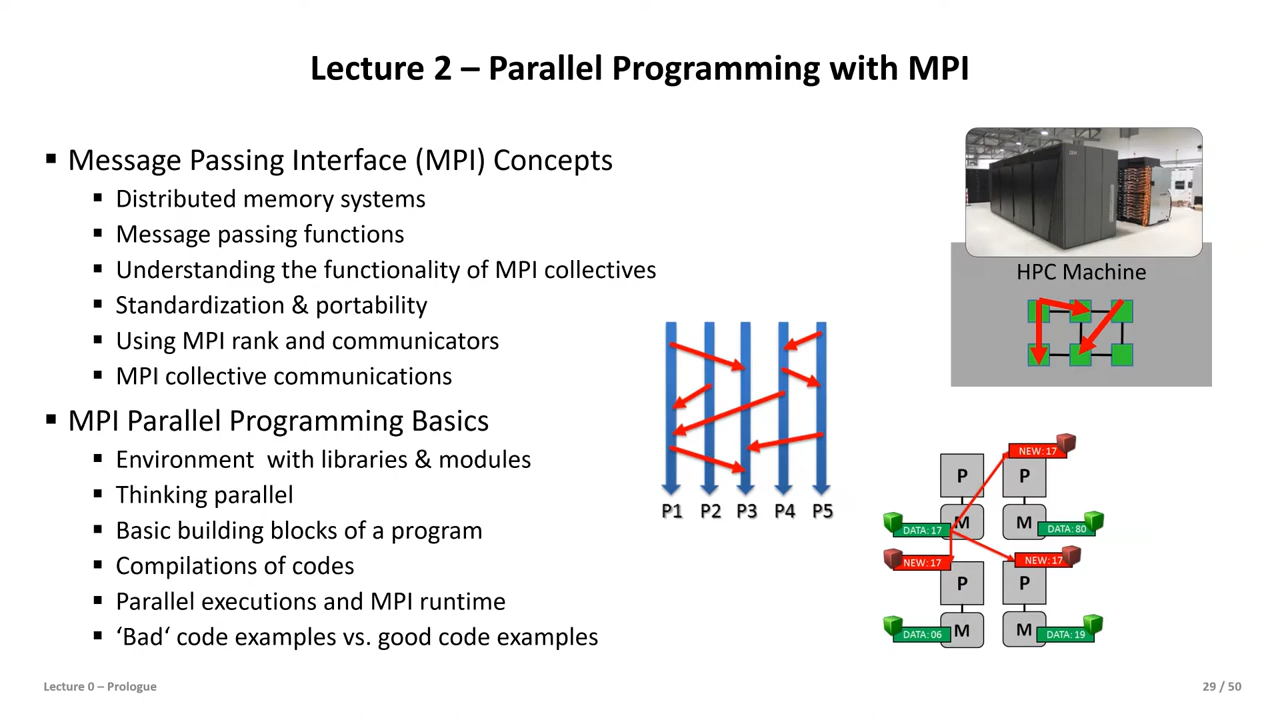 Lecture 2 – Parallel Programming with MPI
▪ Message Passing Interface (MPI) Concepts
▪ Distributed memory systems
▪ Message passing functions
▪ Understanding the functionality of MPI collectives
▪ Standardization & portability
▪ Using MPI rank and communicators
▪ MPI collective communications
▪ MPI Parallel Programming Basics
▪ Environment  with libraries & modules
▪ Thinking parallel
▪ Basic building blocks of a program
▪ Compilations of codes
▪ Parallel executions and MPI runtime
▪ ‘Bad‘ code examples vs. good code examples
P1 P2 P3 P4 P5
HPC Machine
NEW: 17
P P
DATA: 17 M M DATA: 80
NEW: 17 NEW: 17
P P
DATA: 06 M M DATA: 19
Lecture 0 – Prologue
29 / 50